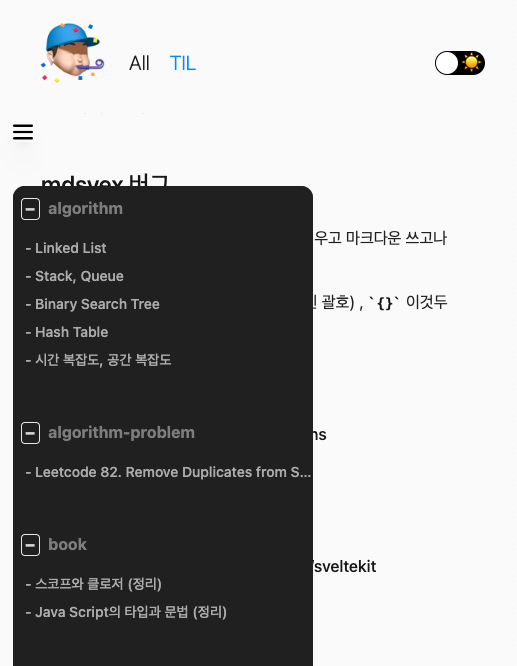 All TIL
mdsvex 버그
algorithm
우고 마크다운 쓰고나
- Linked List
- Stack, Queue
괄호) , `{}` 이것두
- Binary Search Tree
- Hash Table
- 시간 복잡도, 공간 복잡도
algorithm-problem
ns
- Leetcode 82. Remove Duplicates from S...
book
/sveltekit
- 스코프와 클로저 (정리)
- Java Script의 타입과 문법 (정리)